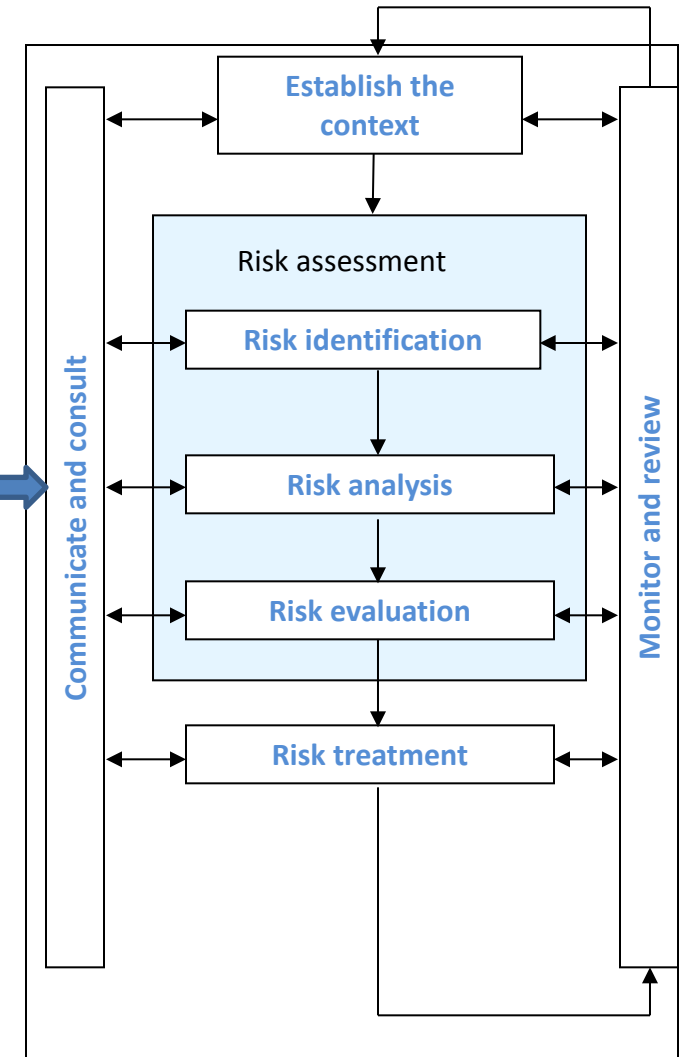 Establish the
context
Risk assessment
Risk identification
Risk analysis
Risk evaluation
Risk treatment
Communicate and consult
Monitor and review